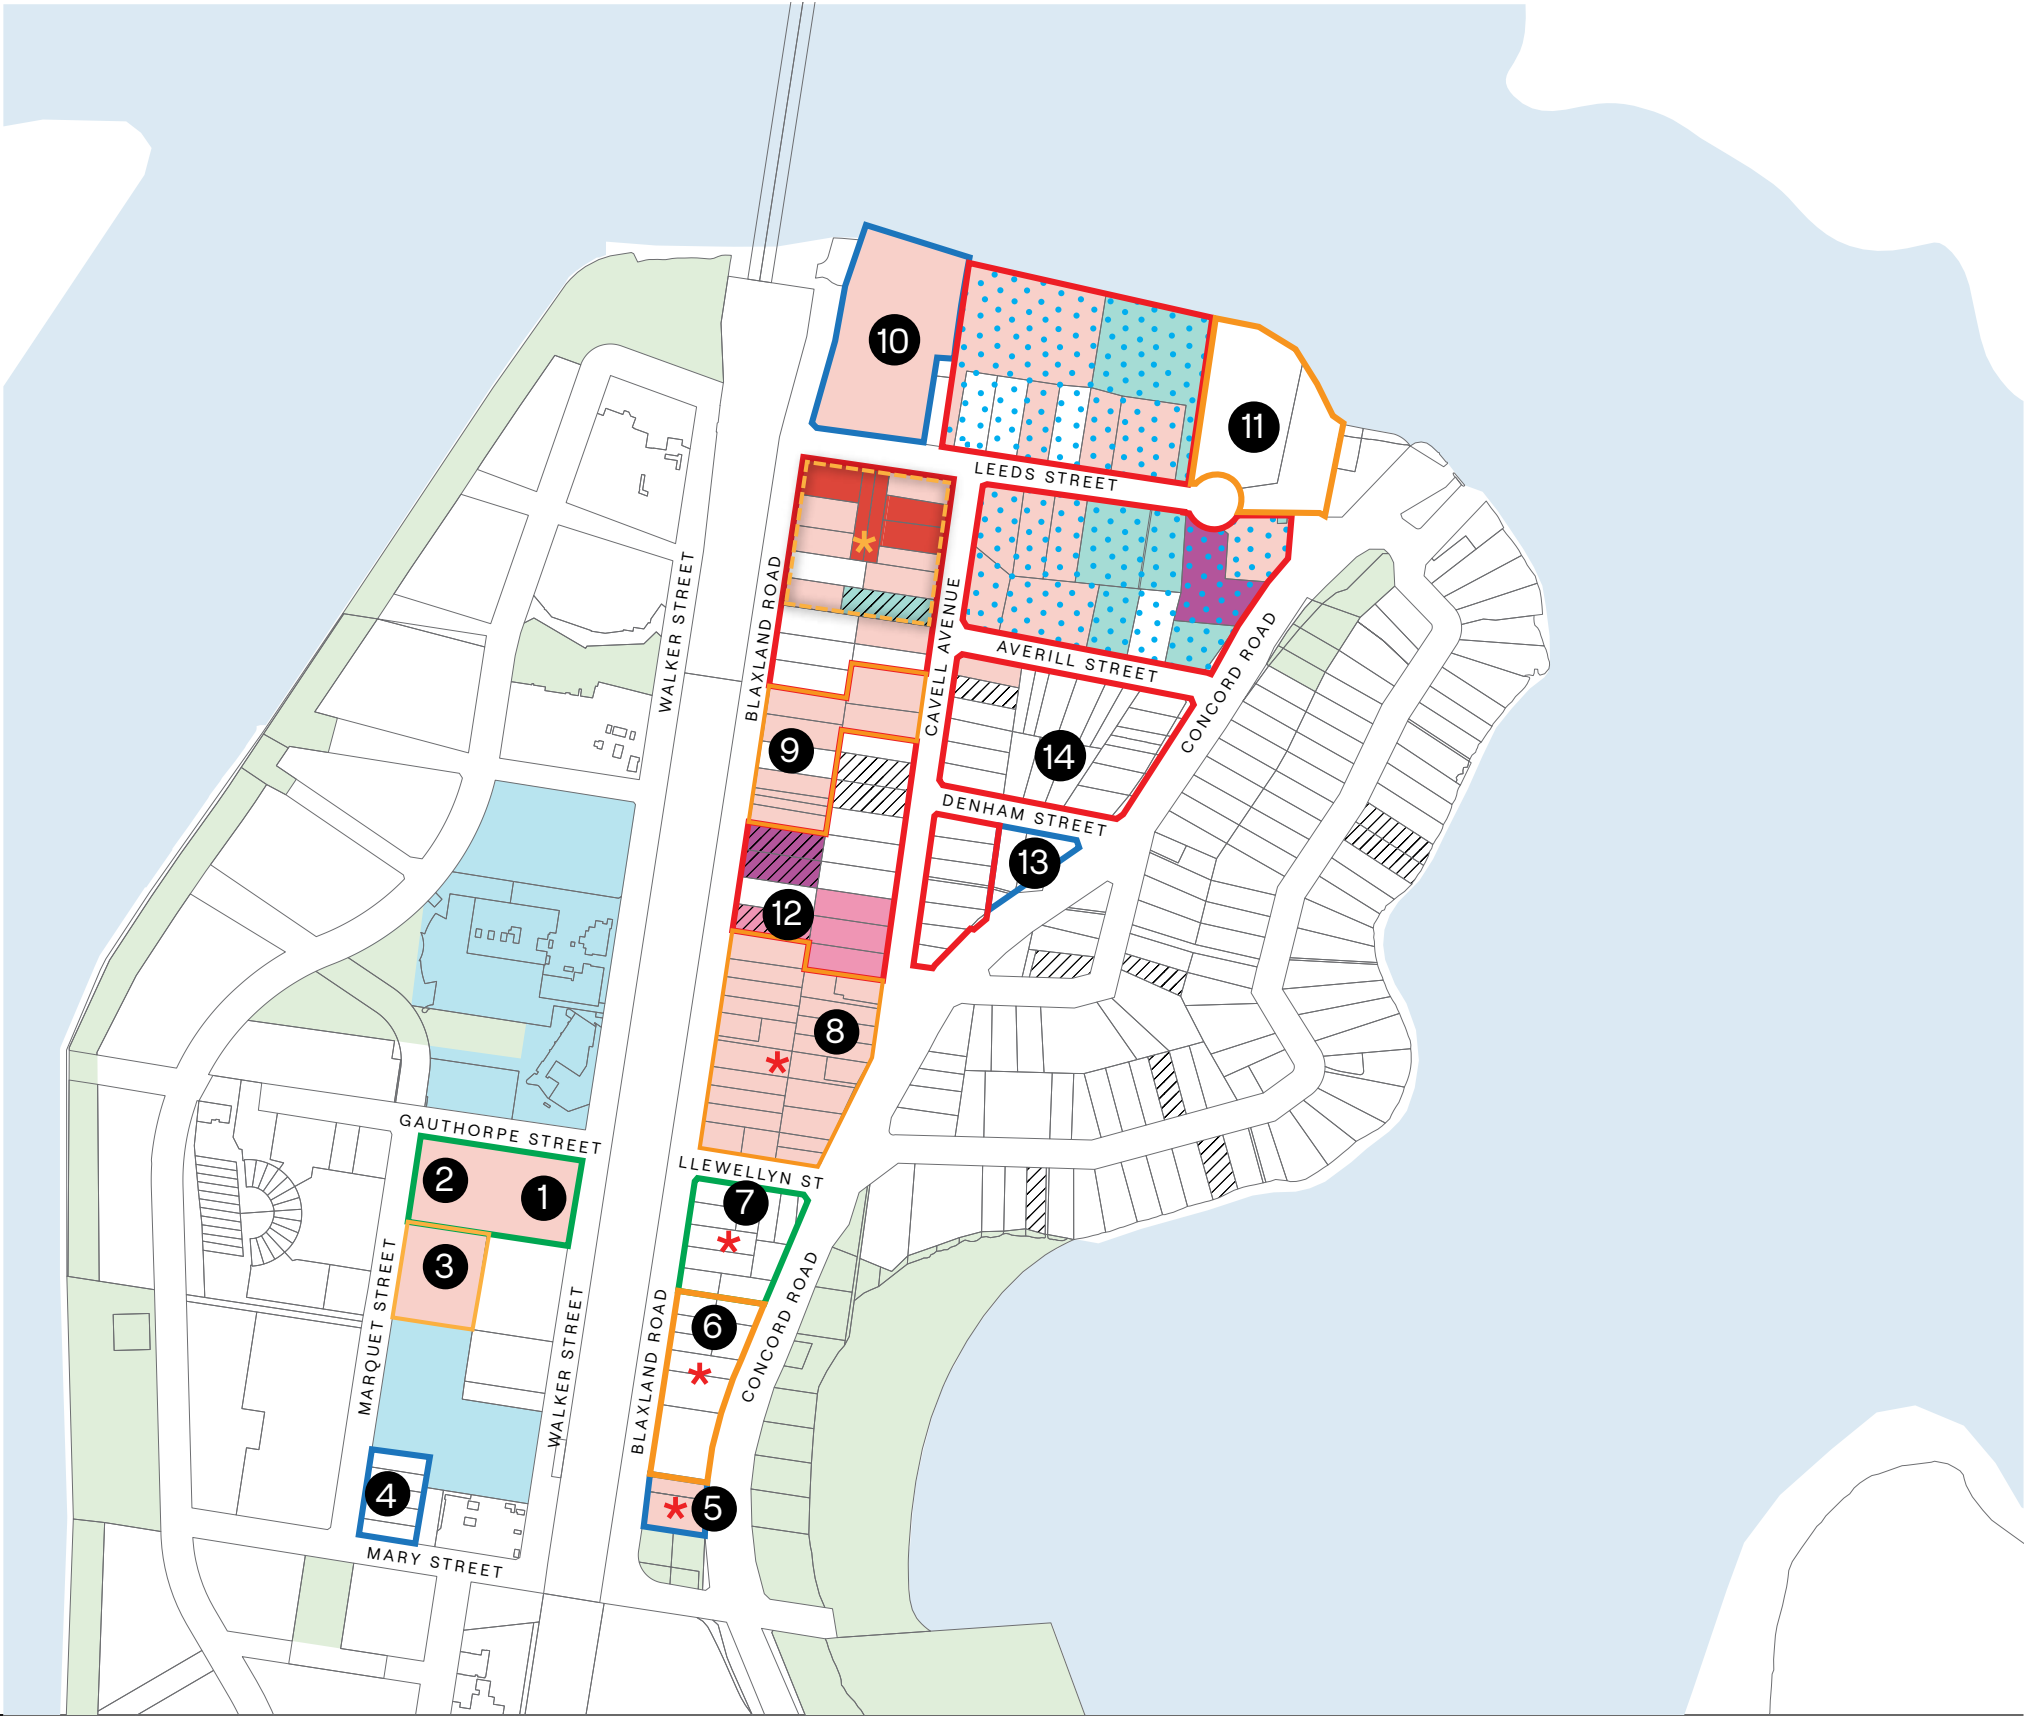 10
11
LEEDS STREET
*
WALKER STREET
BLAXLAND ROAD
CAVELL AVENUE
AVERILL STREET
CONCORD ROAD
9
14
DENHAM STREET
13
12
8
*
GAUTHORPE STREET
LLEWELLYN ST
2
1
7
*
3
MARQUET STREET
WALKER STREET
BLAXLAND ROAD
CONCORD ROAD
6
*
4
*
5
MARY STREET